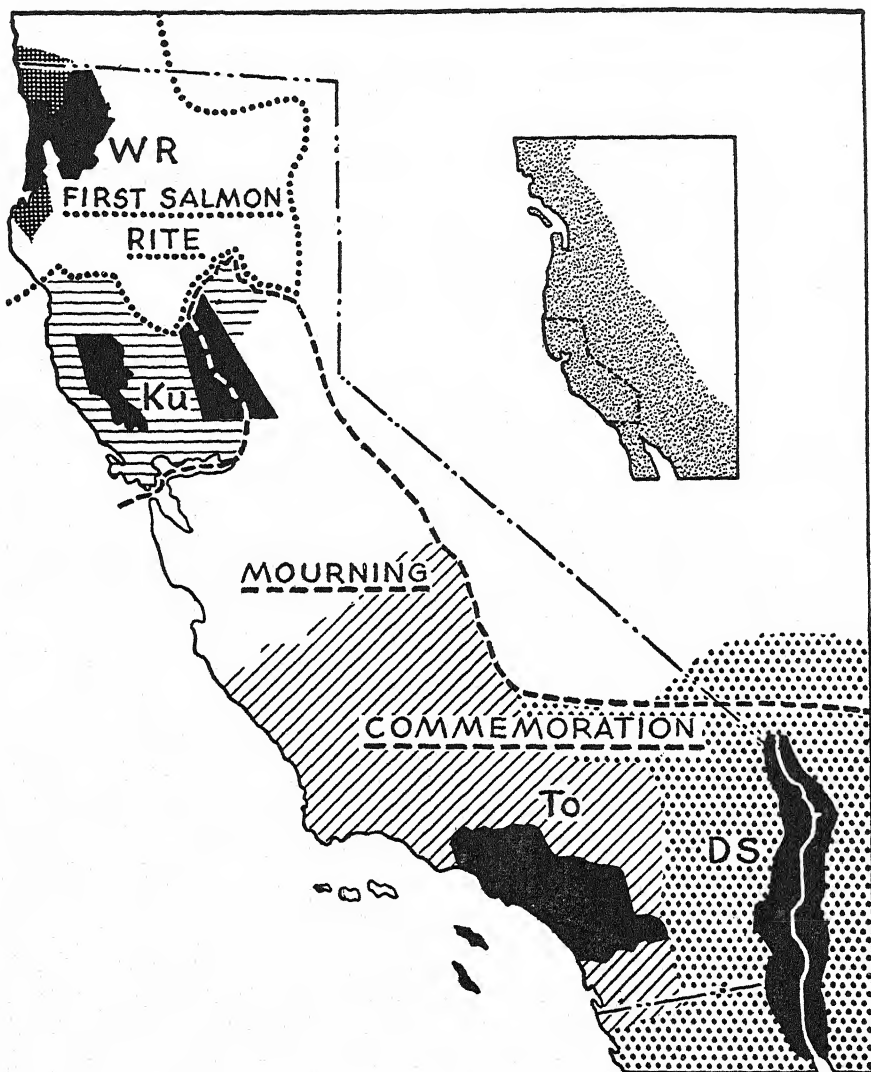 WR
FIRST SALMON
RITE
Ku
MOURNING
COMMEMORATION
To
DS